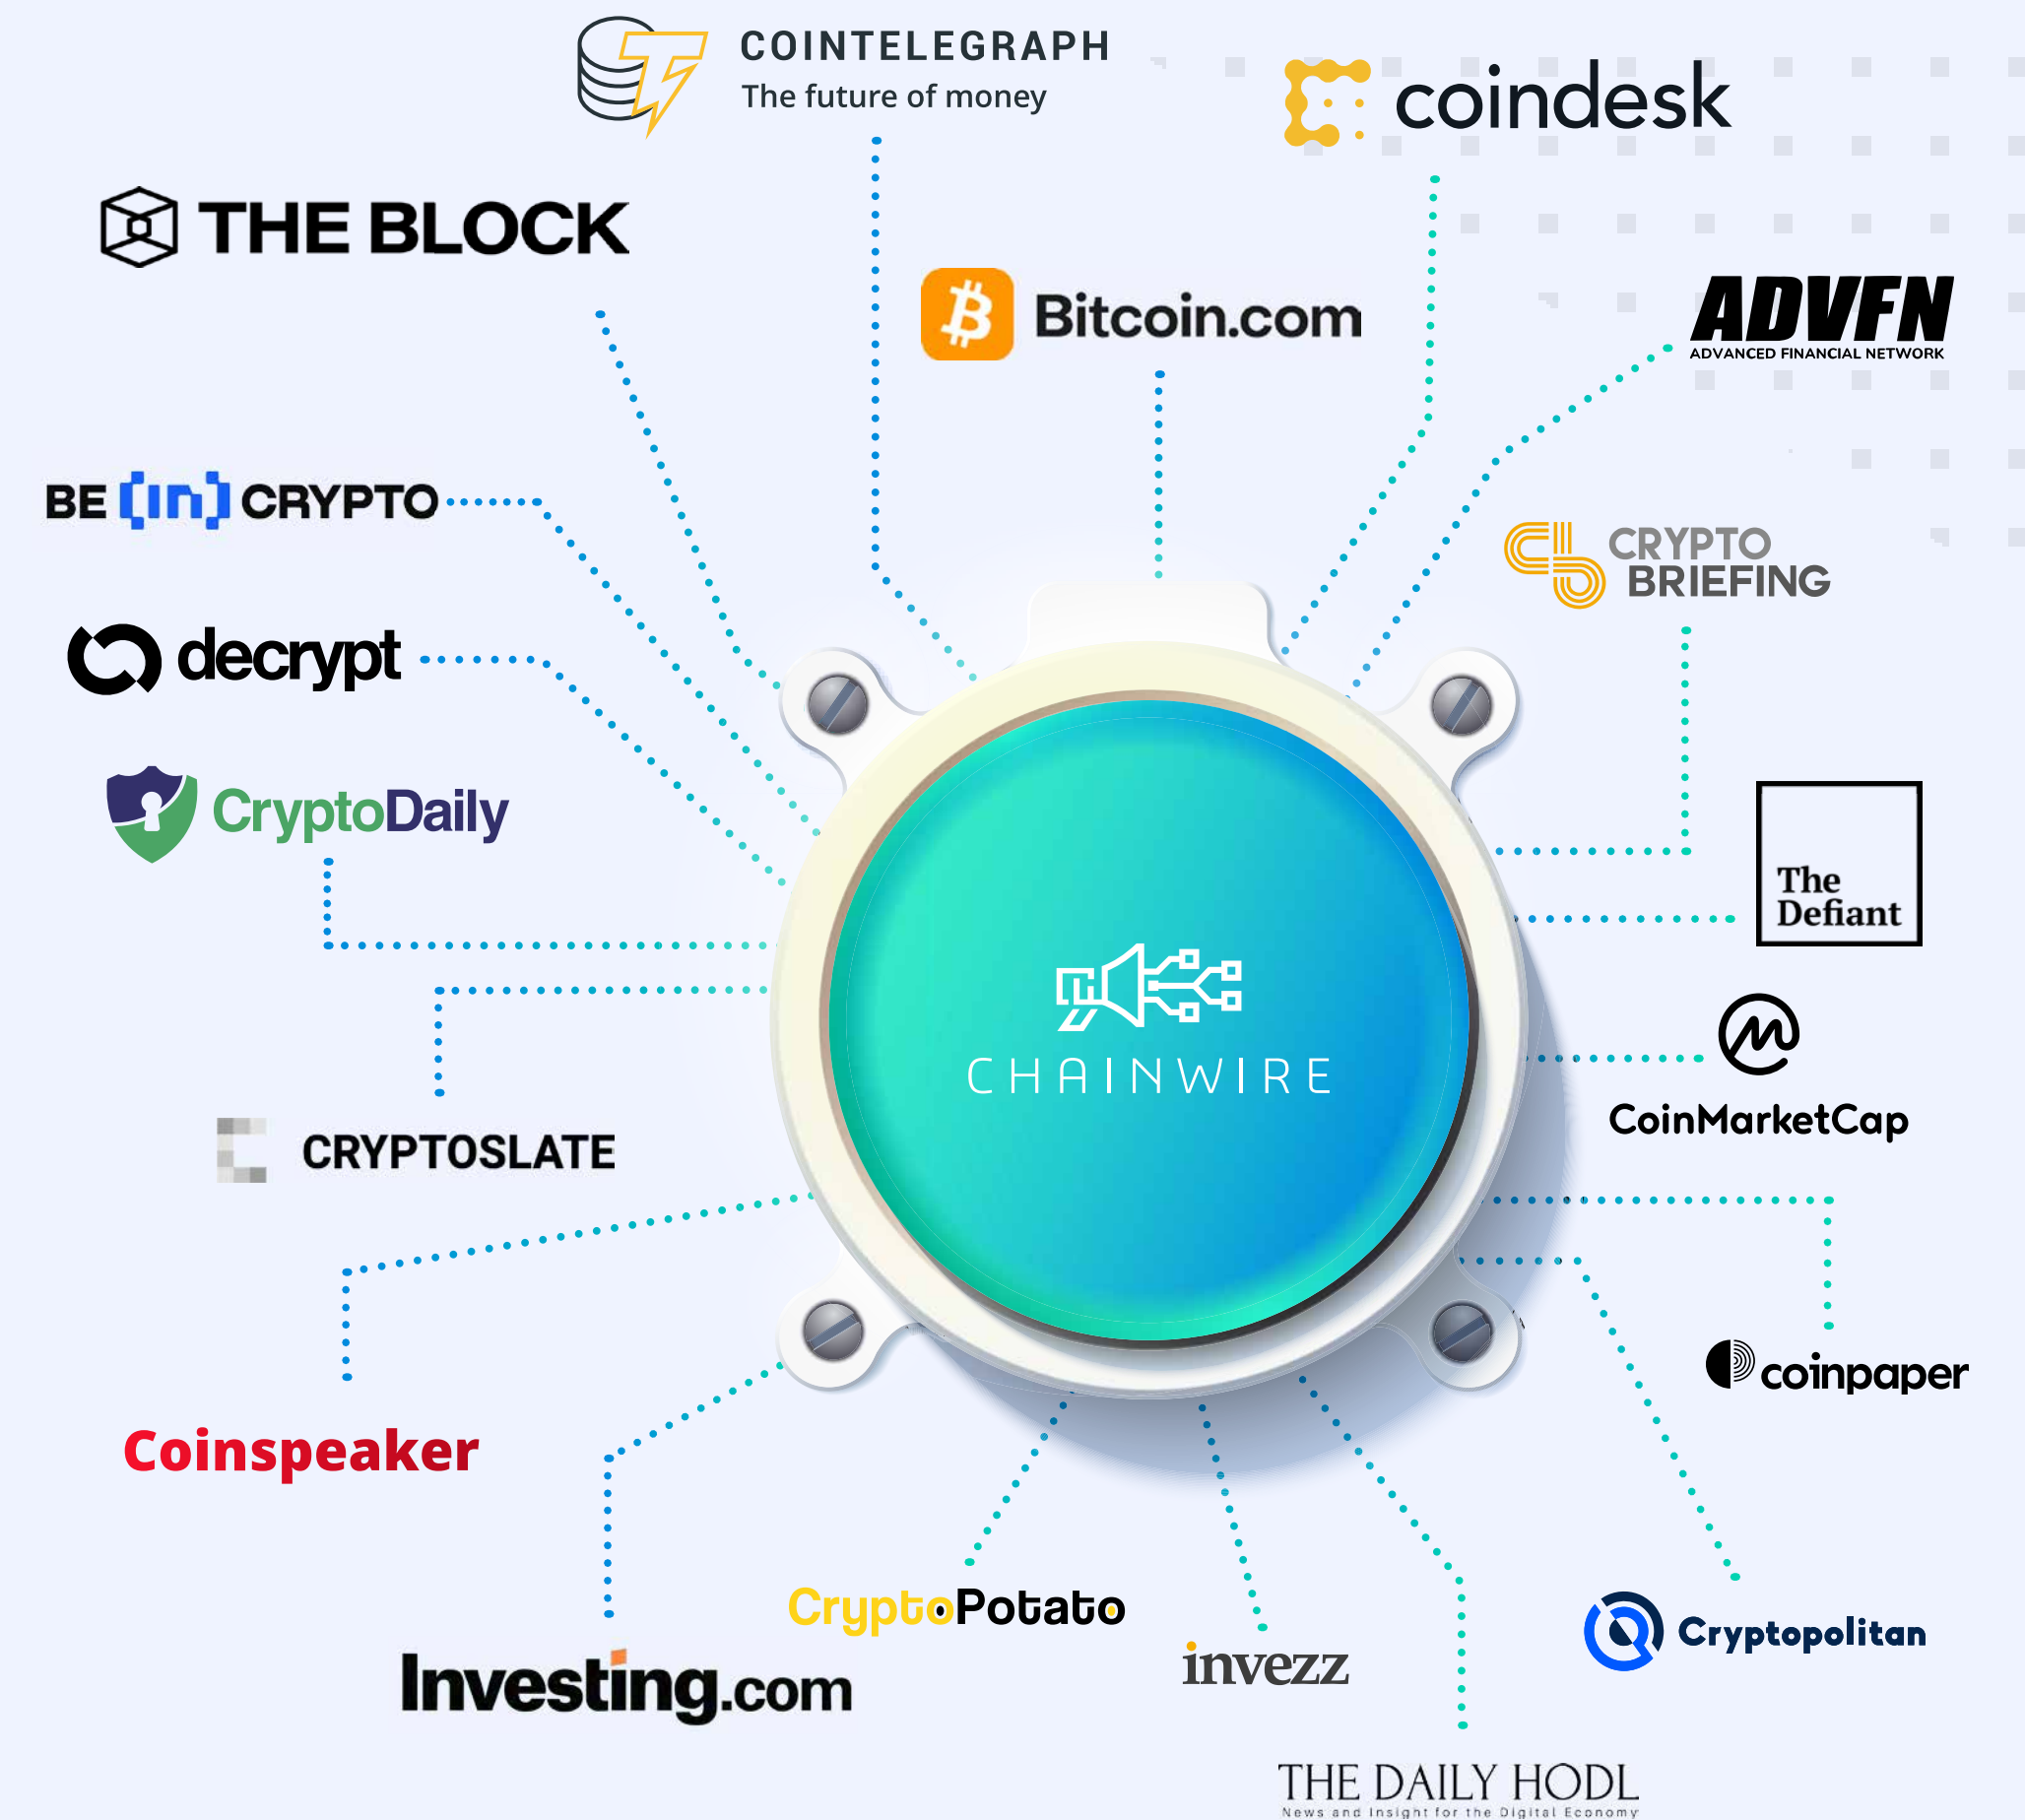 COINTELEGRAPH
The future of money
coindesk
THE BLOCK
Bitcoin.com
ADVFN
ADVANCED FINANCIAL NETWORK
BE [in] CRYPTO
CRYPTO
BRIEFING
decrypt
CryptoDaily
The
Defiant
CHAINWIRE
CoinMarketCap
CRYPTOSLATE
coinpaper
Coinspeaker
CryptoPotato
Cryptopolitan
invezz
Investing.com
THE DAILY HODL
News and Insight for the Digital Economy